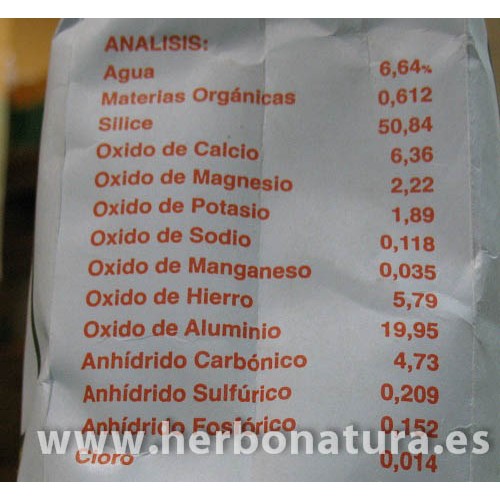 ANALISIS:
Agua 6,64%
Materias Orgánicas 0,612
Silice 50,84
Oxido de Calcio 6,36
Oxido de Magnesio 2,22
Oxido de Potasio 1,89
Oxido de Sodio 0,118
Oxido de Manganeso 0,035
Oxido de Hierro 5,79
Oxido de Aluminio 19,95
Anhídrido Carbónico 4,73
Anhídrido Sulfúrico 0,209
Anhídrido Fosfórico 0,152
www.herbonatura.es
Cloro 0,014